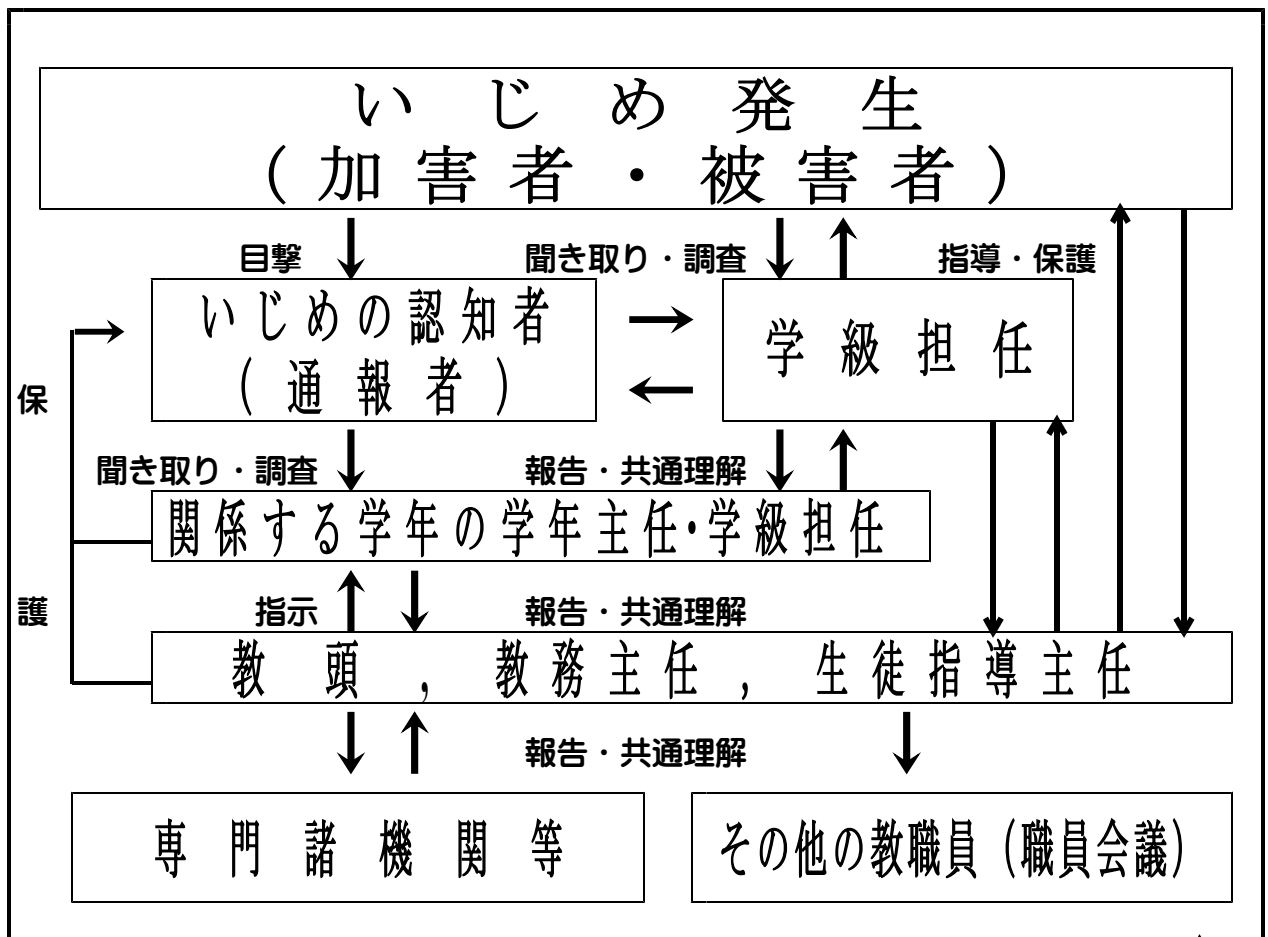 いじめ発生
(加害者・被害者)
目撃
聞き取り・調査
指導・保護
いじめの認知者
(通報者)
学級担任
保
護
聞き取り・調査
報告・共通理解
関係する学年の学年主任・学級担任
指示
報告・共通理解
教頭,教務主任,生徒指導主任
報告・共通理解
専門諸機関等
その他の教職員(職員会議)